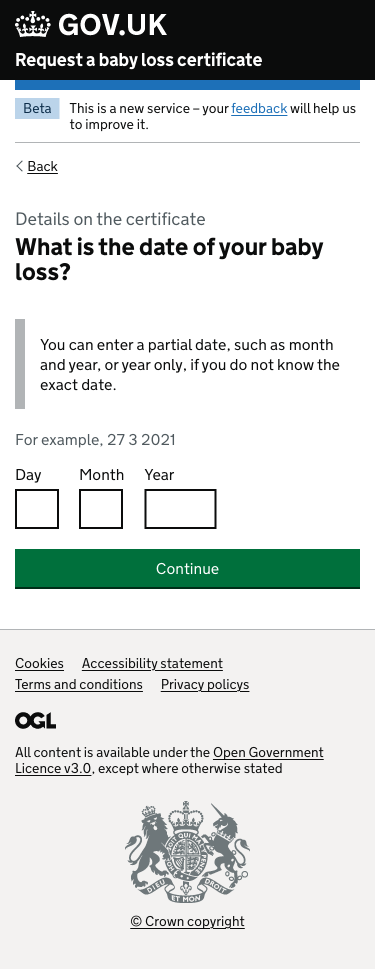 GOV.UK
Request a baby loss certificate
Beta This is a new service – your feedback will help us
to improve it.
Back
Details on the certificate
What is the date of your baby
loss?
You can enter a partial date, such as month
and year, or year only, if you do not know the
exact date.
For example, 27 3 2021
Day Month Year
Continue
Cookies Accessibility statement
Terms and conditions Privacy policys
OGL
All content is available under the Open Government
Licence v3.0, except where otherwise stated
DIEU ET MON DROIT
© Crown copyright